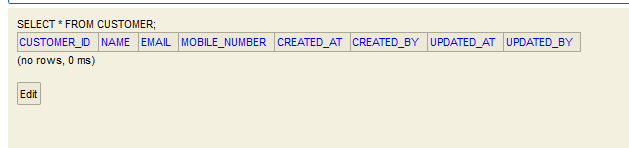 SELECT * FROM CUSTOMER;
CUSTOMER_ID NAME EMAIL MOBILE_NUMBER CREATED_AT CREATED_BY UPDATED_AT UPDATED_BY
(no rows, 0 ms)
Edit